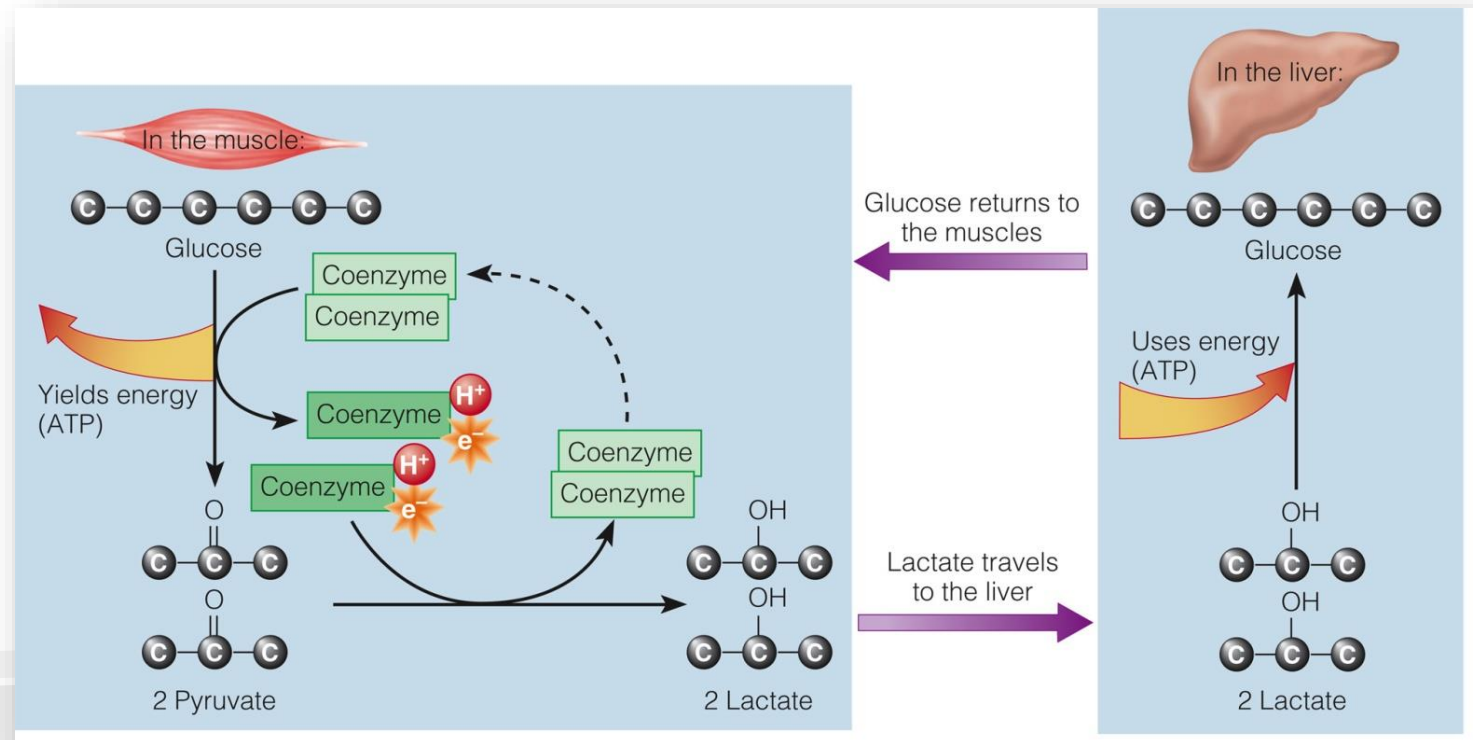 In the muscle:
C C C C C C
Glucose
Coenzyme
Coenzyme
Yields energy
(ATP)
Coenzyme H+
e−
Coenzyme H+
e−
Coenzyme
Coenzyme
O
C C C
O
C C C
2 Pyruvate
OH
C C C
OH
C C C
2 Lactate
Glucose returns to
the muscles
Lactate travels
to the liver
In the liver:
C C C C C C
Glucose
Uses energy
(ATP)
OH
C C C
OH
C C C
2 Lactate